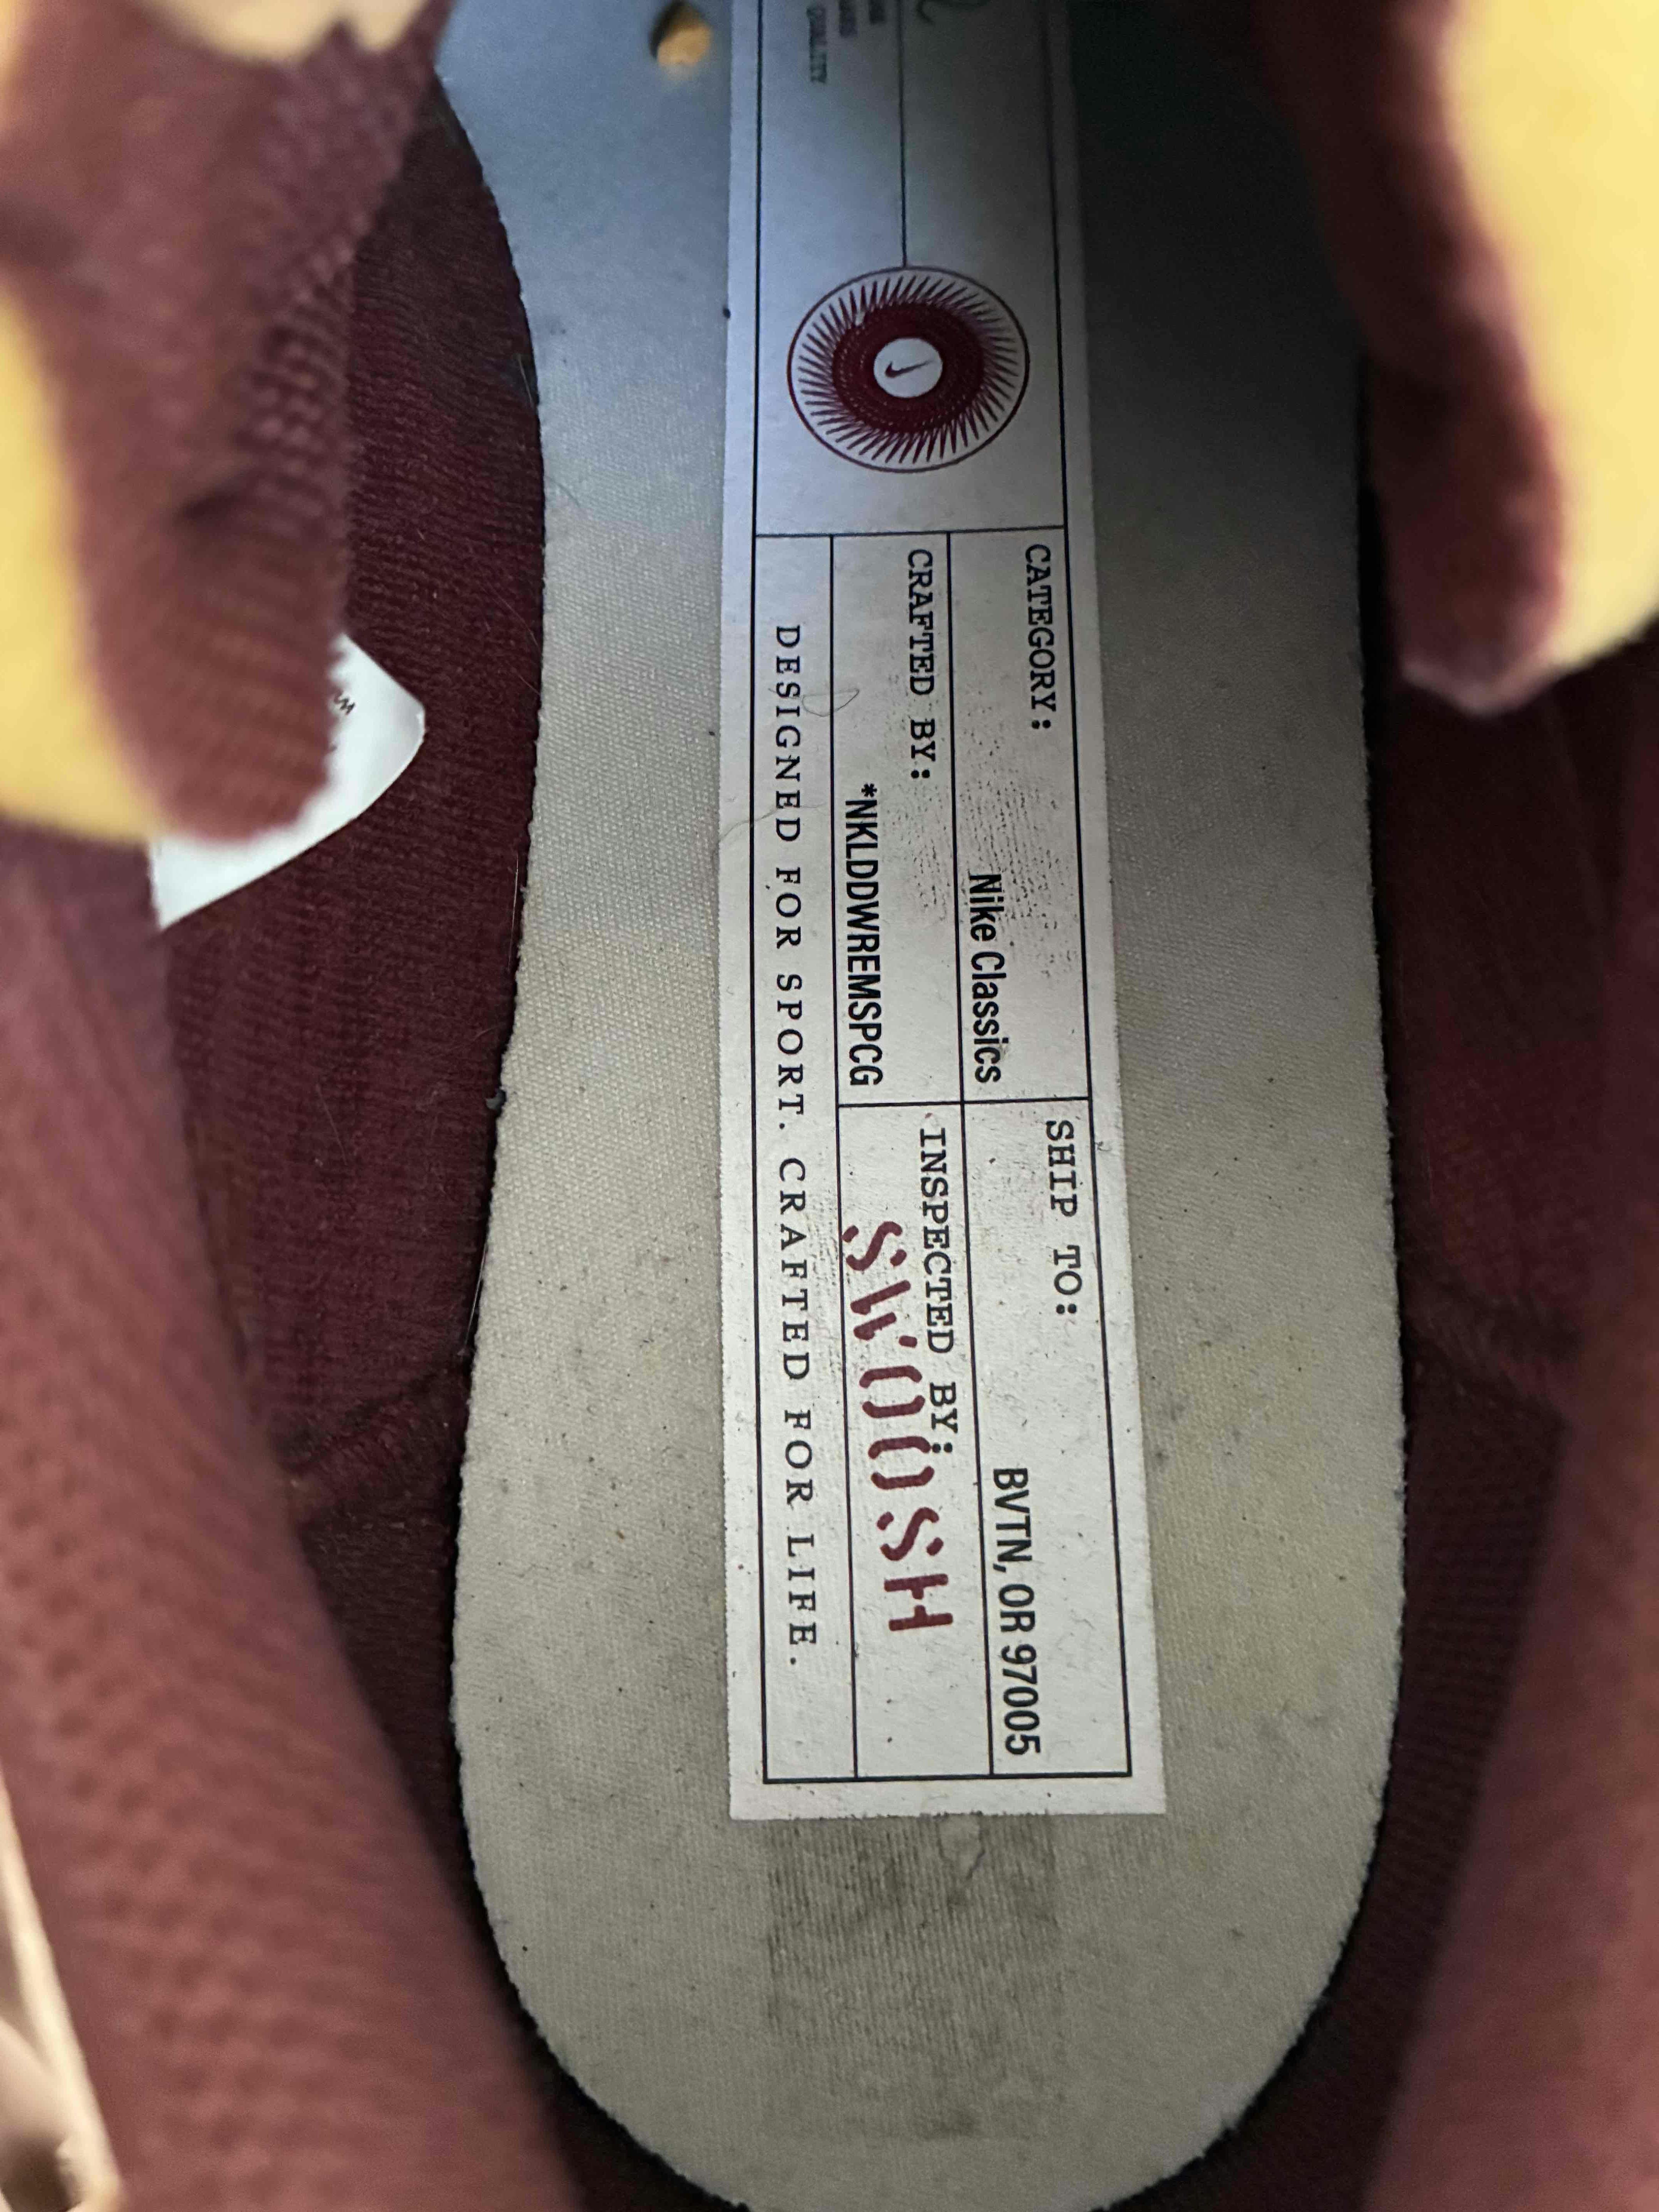 QUALITY
CATEGORY:
Nike Classics
SHIP TO:
BVTN, OR 97005
CRAFTED BY:
*NKLDDWREMSPCG
INSPECTED BY:
SWOOSH
DESIGNED FOR SPORT. CRAFTED FOR LIFE.